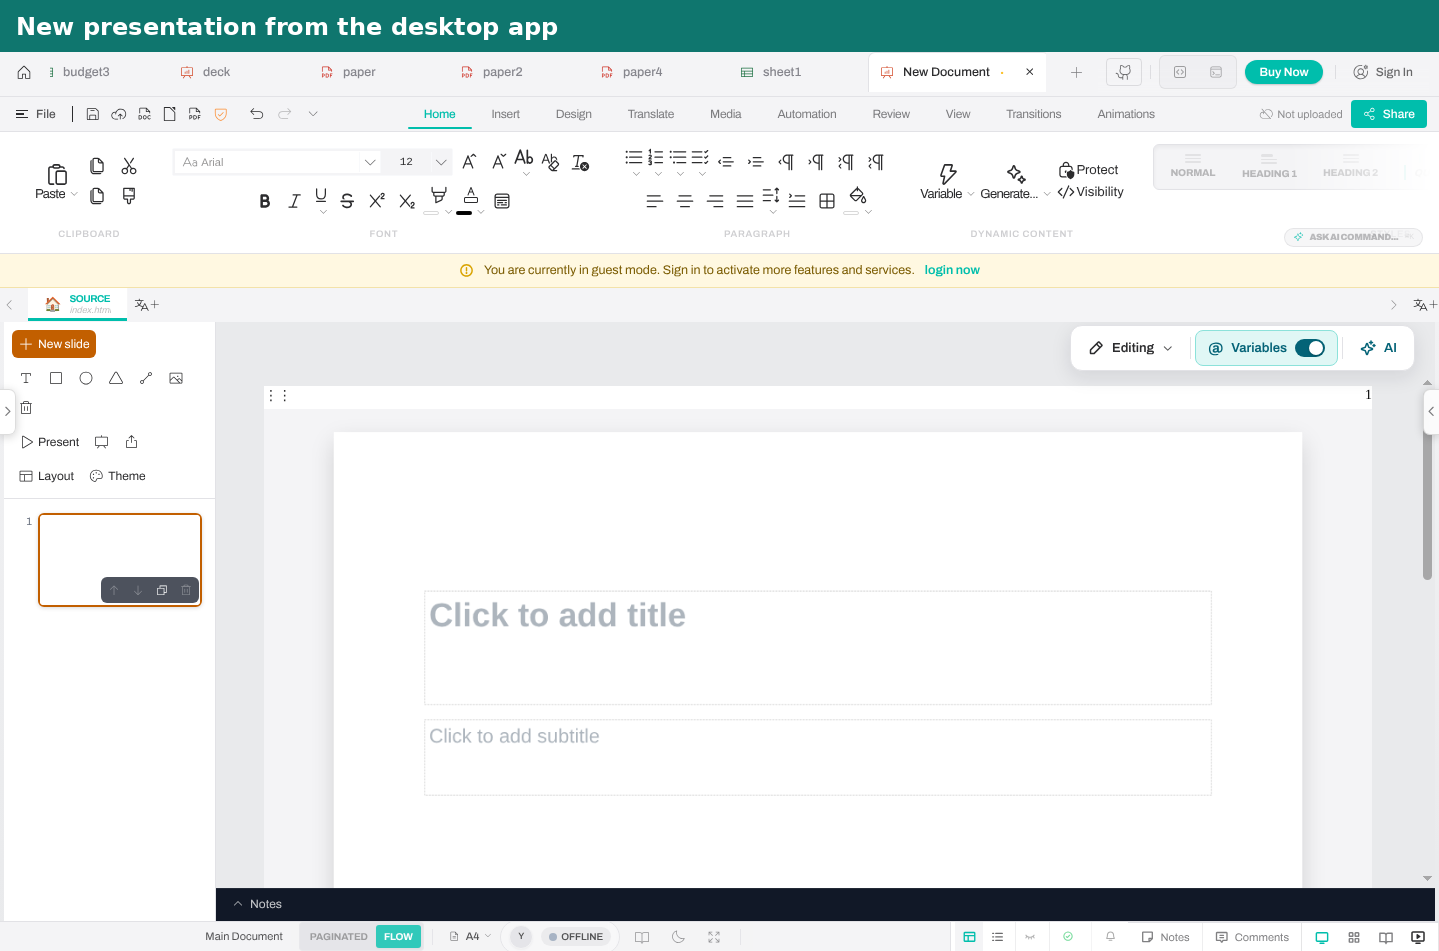 New presentation from the desktop app
budget3 deck paper paper2 paper4 sheet1 New Document Buy Now Sign In
File Home Insert Design Translate Media Automation Review View Transitions Animations Not uploaded Share
Aa Arial 12
Paste Variable Generate... Protect Visibility
NORMAL HEADING 1 HEADING 2
CLIPBOARD FONT PARAGRAPH DYNAMIC CONTENT ASK AI COMMAND...
You are currently in guest mode. Sign in to activate more features and services. login now
SOURCE
index.html
New slide
Editing @ Variables AI
1
Present
Layout Theme
1
Click to add title
Click to add subtitle
Notes
Main Document PAGINATED FLOW A4 Y OFFLINE Notes Comments